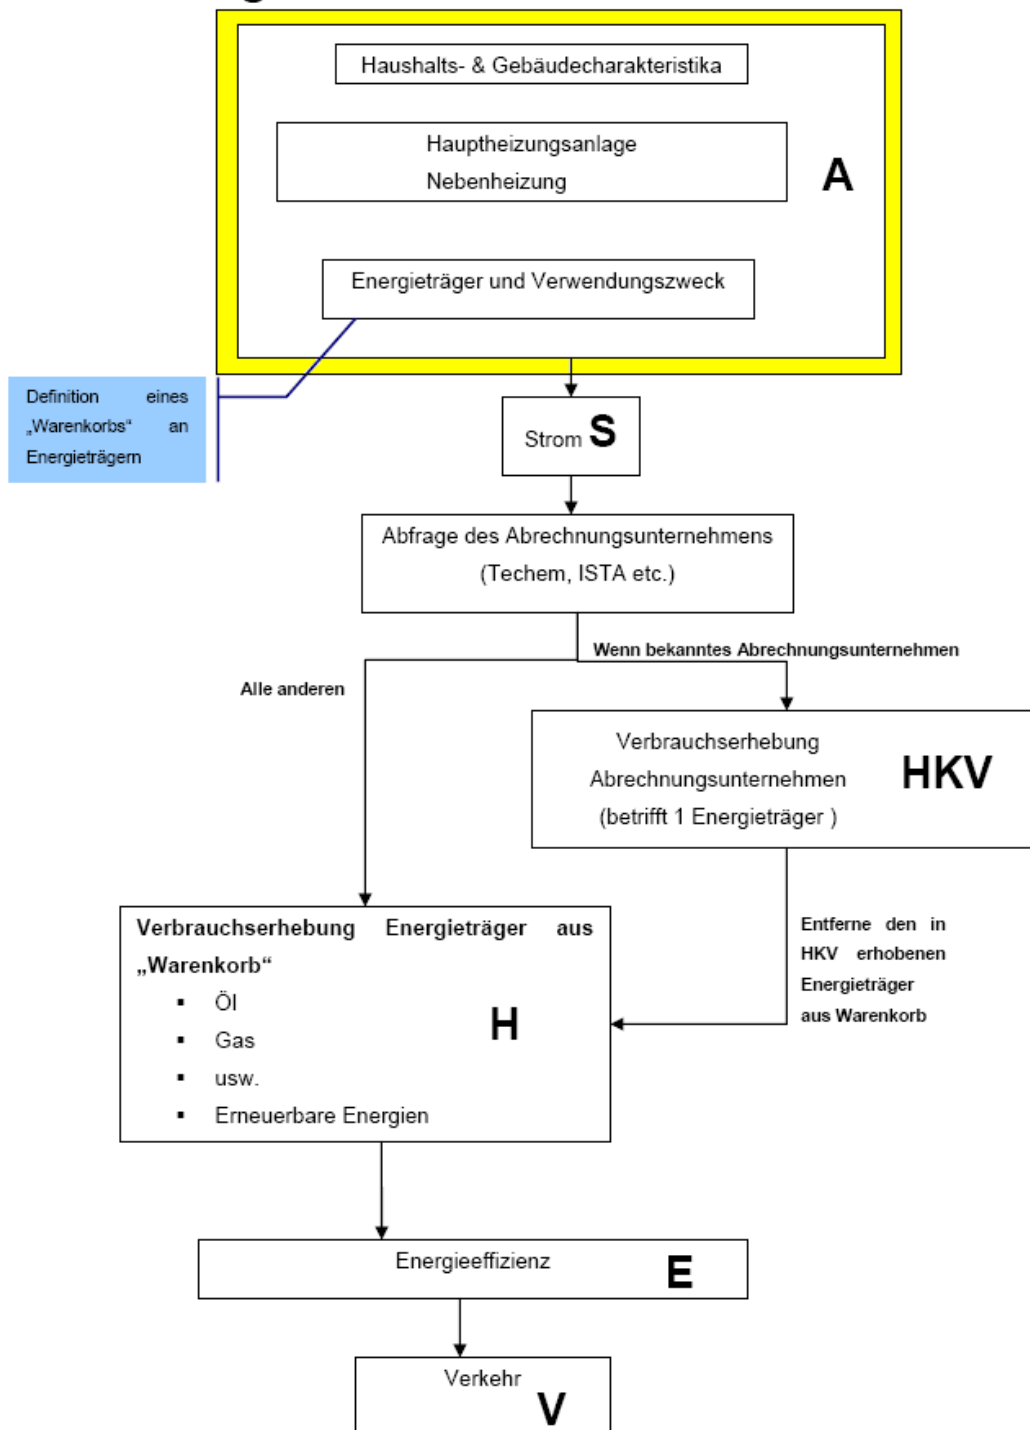 Haushalts- & Gebäudecharakteristika
Hauptheizungsanlage
Nebenheizung
A
Energieträger und Verwendungszweck
Definition eines
„Warenkorbs“ an
Energieträgern
Strom S
Abfrage des Abrechnungsunternehmens
(Techem, ISTA etc.)
Wenn bekanntes Abrechnungsunternehmen
Alle anderen
Verbrauchserhebung
Abrechnungsunternehmen
(betrifft 1 Energieträger )
HKV
Verbrauchserhebung Energieträger aus
„Warenkorb“
▪ Öl
▪ Gas
▪ usw.
▪ Erneuerbare Energien
H
Entferne den in
HKV erhobenen
Energieträger
aus Warenkorb
Energieeffizienz E
Verkehr
V